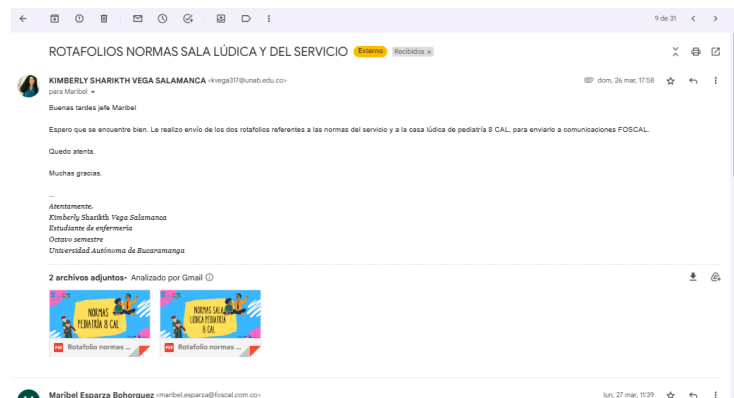 9 de 31
ROTAFOLIOS NORMAS SALA LÚDICA Y DEL SERVICIO Externo Recibidos x
KIMBERLY SHARIKTH VEGA SALAMANCA <kvega317@unab.edu.co> dom, 26 mar, 17:58
para Maribel
Buenas tardes jefe Maribel
Espero que se encuentre bien. Le realizo envío de los dos rotafolios referentes a las normas del servicio y a la casa lúdica de pediatría 8 CAL, para enviarlo a comunicaciones FOSCAL.
Quedo atenta.
Muchas gracias.
--
Atentamente,
Kimberly Sharikth Vega Salamanca
Estudiante de enfermería
Octavo semestre
Universidad Autónoma de Bucaramanga
2 archivos adjuntos • Analizado por Gmail
NORMAS
PEDIATRÍA 8 CAL
PDF Rotafolio normas ...
NORMAS SALA
LÚDICA PEDIATRÍA
8 CAL
PDF Rotafolio normas ...
Maribel Esparza Bohorquez <maribel.esparza@foscal.com.co> lun, 27 mar, 11:39